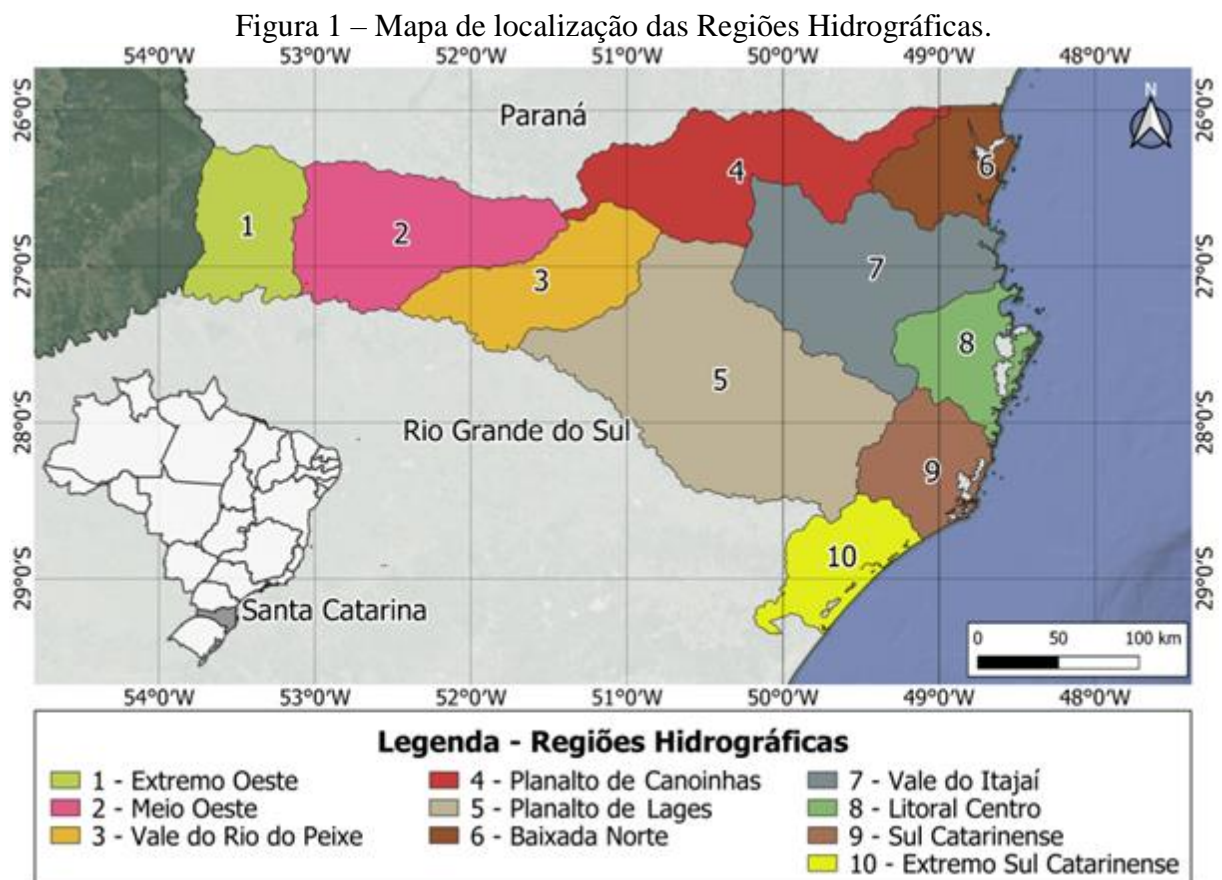 Figura 1 – Mapa de localização das Regiões Hidrográficas.
54°0'O 53°0'O 52°0'O 51°0'O 50°0'O 49°0'O 48°0'O
26°0'S 26°0'S
27°0'S 27°0'S
28°0'S 28°0'S
29°0'S 29°0'S
Paraná
N
4
6
1
2
3
7
8
5
Rio Grande do Sul
9
10
Santa Catarina
0 50 100 km
54°0'O 53°0'O 52°0'O 51°0'O 50°0'O 49°0'O 48°0'O
Legenda - Regiões Hidrográficas
1 - Extremo Oeste
2 - Meio Oeste
3 - Vale do Rio do Peixe
4 - Planalto de Canoinhas
5 - Planalto de Lages
6 - Baixada Norte
7 - Vale do Itajaí
8 - Litoral Centro
9 - Sul Catarinense
10 - Extremo Sul Catarinense